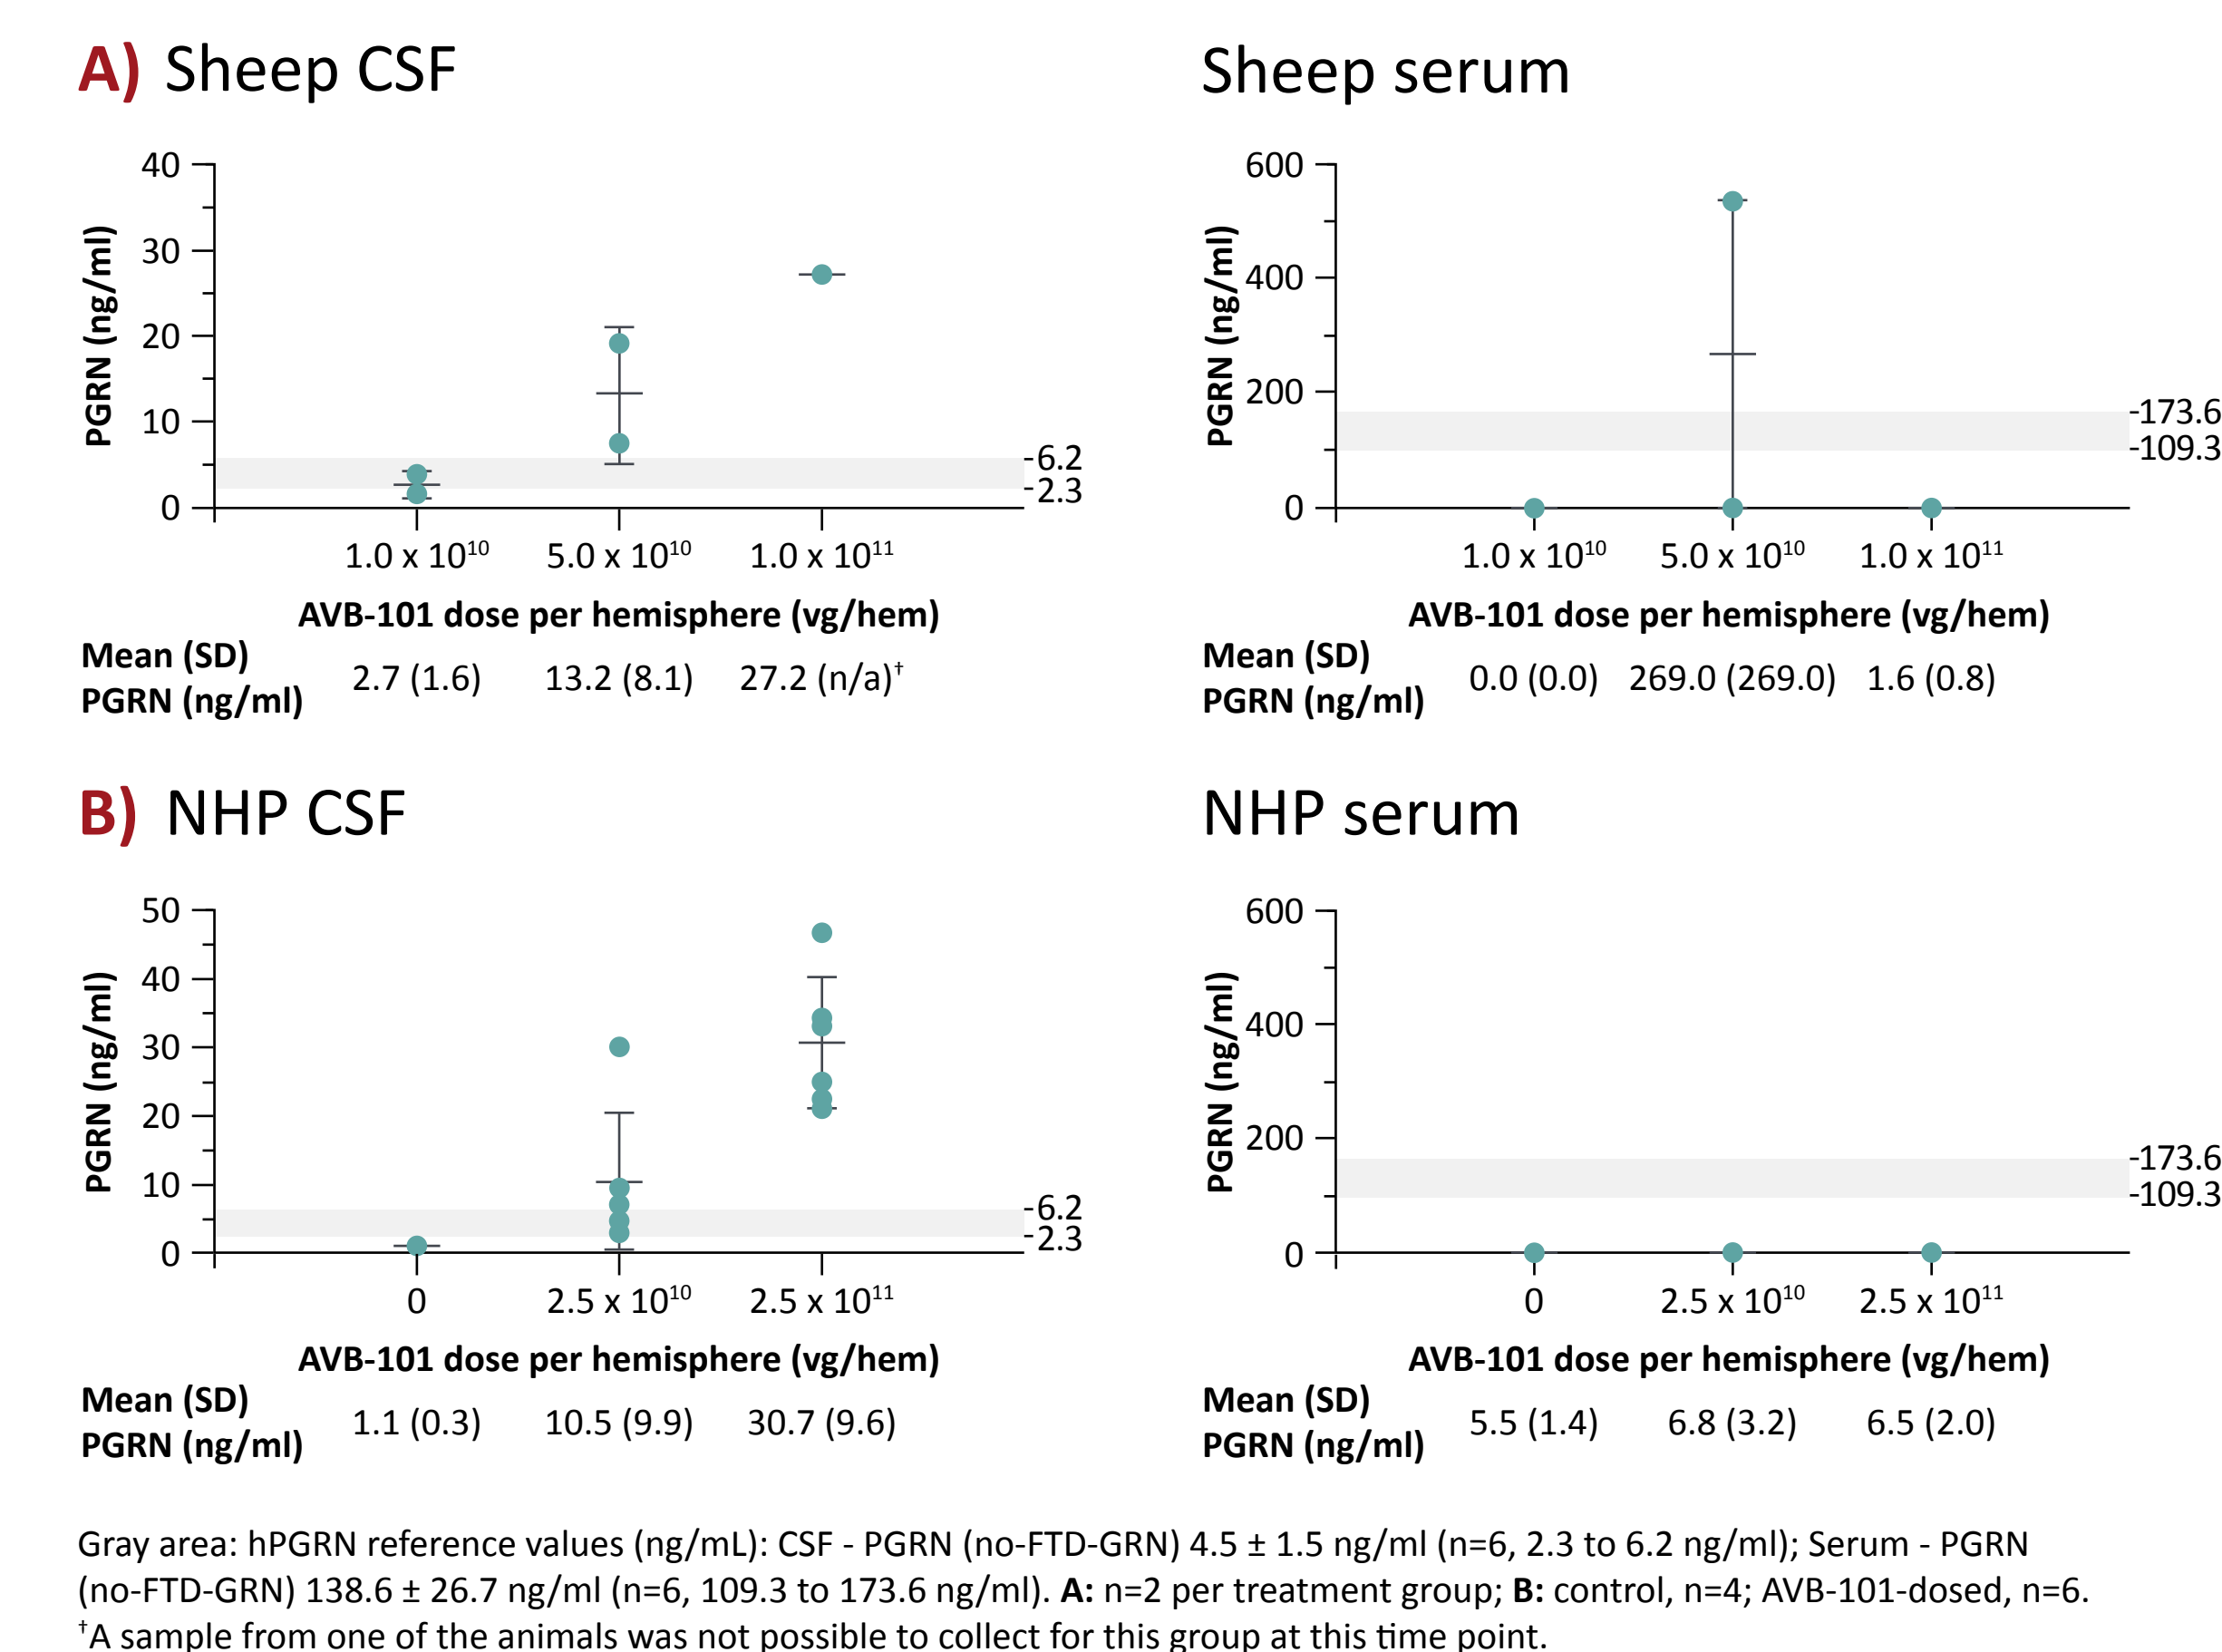 A) Sheep CSF
40
30
20
10
0
PGRN (ng/ml)
-6.2
-2.3
1.0 x 10¹⁰ 5.0 x 10¹⁰ 1.0 x 10¹¹
AVB-101 dose per hemisphere (vg/hem)
Mean (SD)
PGRN (ng/ml)
2.7 (1.6) 13.2 (8.1) 27.2 (n/a)†
Sheep serum
600
400
200
0
PGRN (ng/ml)
-173.6
-109.3
1.0 x 10¹⁰ 5.0 x 10¹⁰ 1.0 x 10¹¹
AVB-101 dose per hemisphere (vg/hem)
Mean (SD)
PGRN (ng/ml)
0.0 (0.0) 269.0 (269.0) 1.6 (0.8)
B) NHP CSF
50
40
30
20
10
0
PGRN (ng/ml)
-6.2
-2.3
0 2.5 x 10¹⁰ 2.5 x 10¹¹
AVB-101 dose per hemisphere (vg/hem)
Mean (SD)
PGRN (ng/ml)
1.1 (0.3) 10.5 (9.9) 30.7 (9.6)
NHP serum
600
400
200
0
PGRN (ng/ml)
-173.6
-109.3
0 2.5 x 10¹⁰ 2.5 x 10¹¹
AVB-101 dose per hemisphere (vg/hem)
Mean (SD)
PGRN (ng/ml)
5.5 (1.4) 6.8 (3.2) 6.5 (2.0)
Gray area: hPGRN reference values (ng/mL): CSF - PGRN (no-FTD-GRN) 4.5 ± 1.5 ng/ml (n=6, 2.3 to 6.2 ng/ml); Serum - PGRN
(no-FTD-GRN) 138.6 ± 26.7 ng/ml (n=6, 109.3 to 173.6 ng/ml). A: n=2 per treatment group; B: control, n=4; AVB-101-dosed, n=6.
†A sample from one of the animals was not possible to collect for this group at this time point.